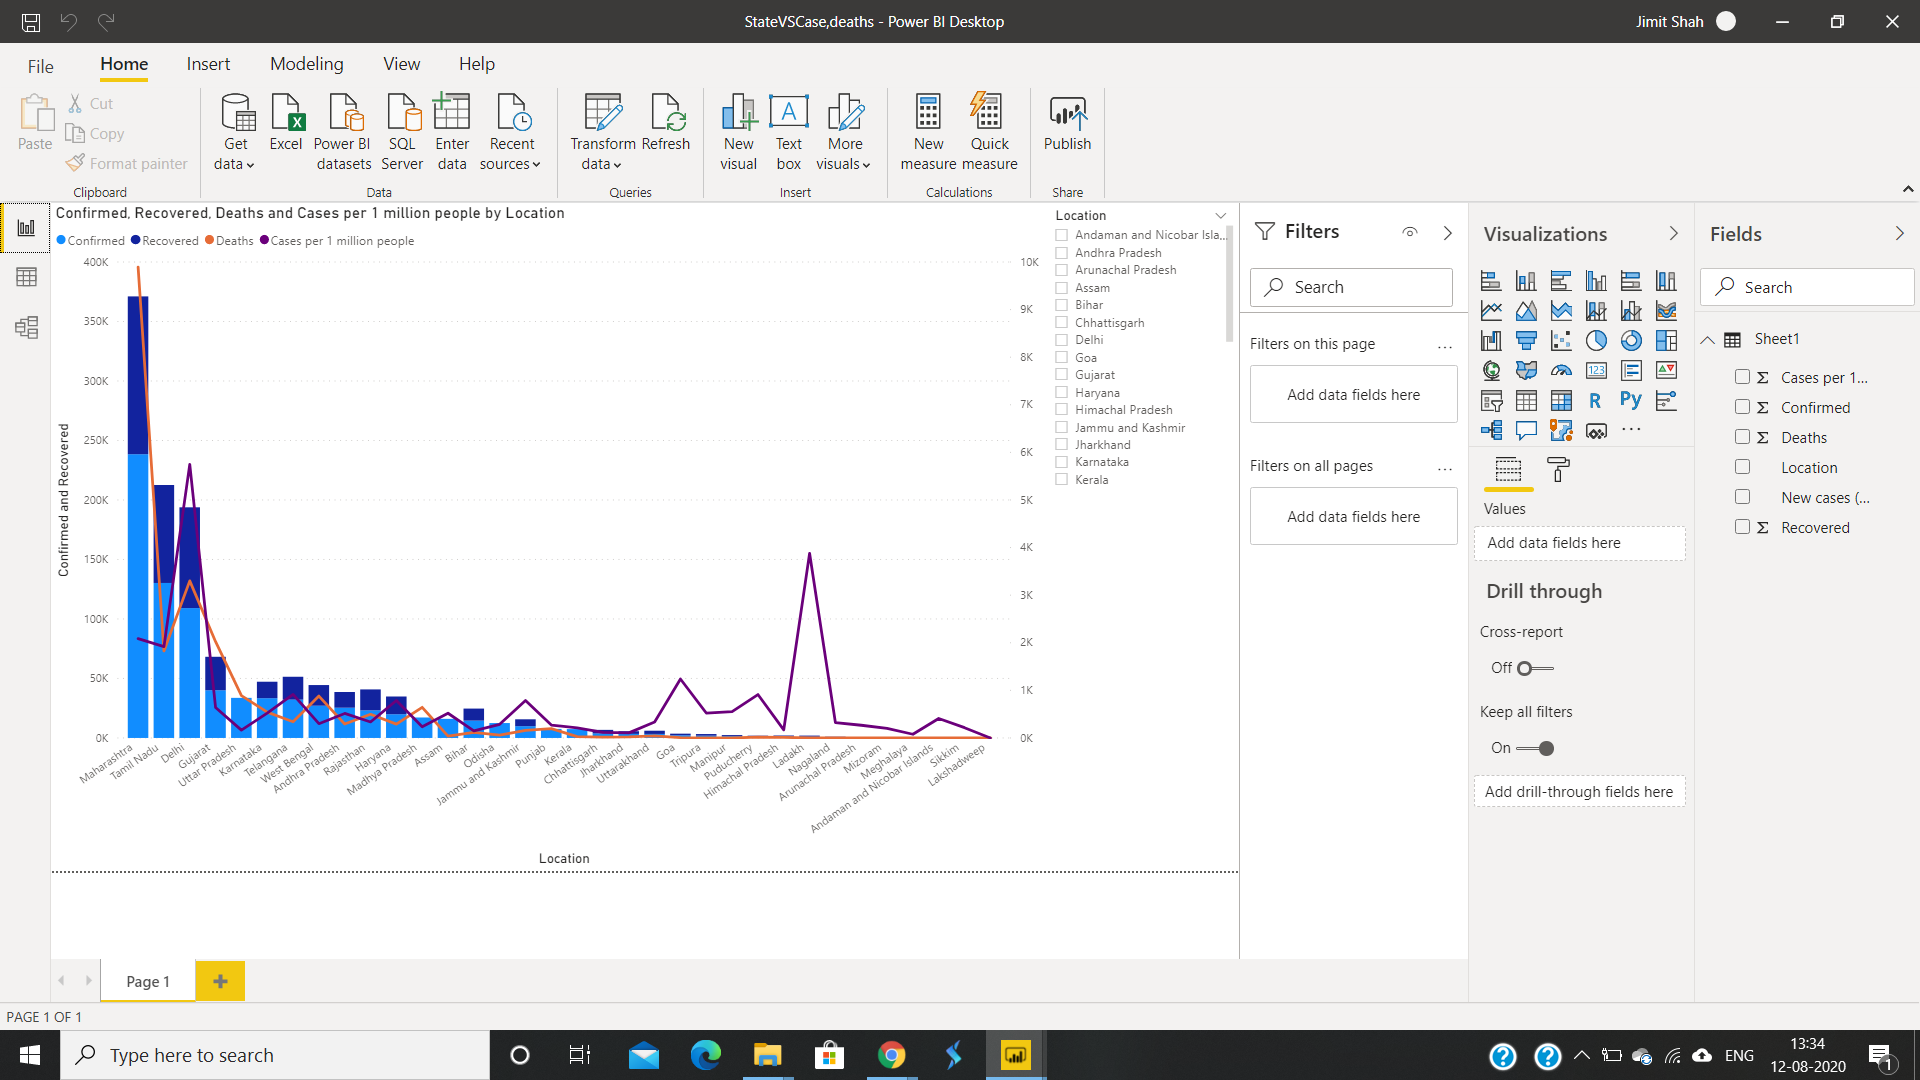 StateVSCase,deaths - Power BI Desktop
Jimit Shah
File Home Insert Modeling View Help
Paste
Cut
Copy
Format painter
Clipboard
Get data
Excel
Power BI datasets
SQL Server
Enter data
Recent sources
Data
Transform data
Refresh
Queries
New visual
Text box
More visuals
Insert
New measure
Quick measure
Calculations
Publish
Share
Confirmed, Recovered, Deaths and Cases per 1 million people by Location
Confirmed Recovered Deaths Cases per 1 million people
400K
350K
300K
250K
200K
150K
100K
50K
0K
Confirmed and Recovered
10K
9K
8K
7K
6K
5K
4K
3K
2K
1K
0K
Maharashtra
Tamil Nadu
Delhi
Gujarat
Uttar Pradesh
Karnataka
Telangana
West Bengal
Andhra Pradesh
Rajasthan
Haryana
Madhya Pradesh
Assam
Bihar
Odisha
Jammu and Kashmir
Punjab
Kerala
Chhattisgarh
Jharkhand
Uttarakhand
Goa
Tripura
Manipur
Puducherry
Himachal Pradesh
Ladakh
Nagaland
Arunachal Pradesh
Mizoram
Meghalaya
Andaman and Nicobar Islands
Sikkim
Lakshadweep
Location
Location
Andaman and Nicobar Isla...
Andhra Pradesh
Arunachal Pradesh
Assam
Bihar
Chhattisgarh
Delhi
Goa
Gujarat
Haryana
Himachal Pradesh
Jammu and Kashmir
Jharkhand
Karnataka
Kerala
Filters
Search
Filters on this page ...
Add data fields here
Filters on all pages ...
Add data fields here
Visualizations
123
R Py
...
Values
Add data fields here
Drill through
Cross-report
Off
Keep all filters
On
Add drill-through fields here
Fields
Search
Sheet1
Σ Cases per 1...
Σ Confirmed
Σ Deaths
Location
New cases (...
Σ Recovered
Page 1 +
PAGE 1 OF 1
Type here to search
ENG
13:34
12-08-2020
1